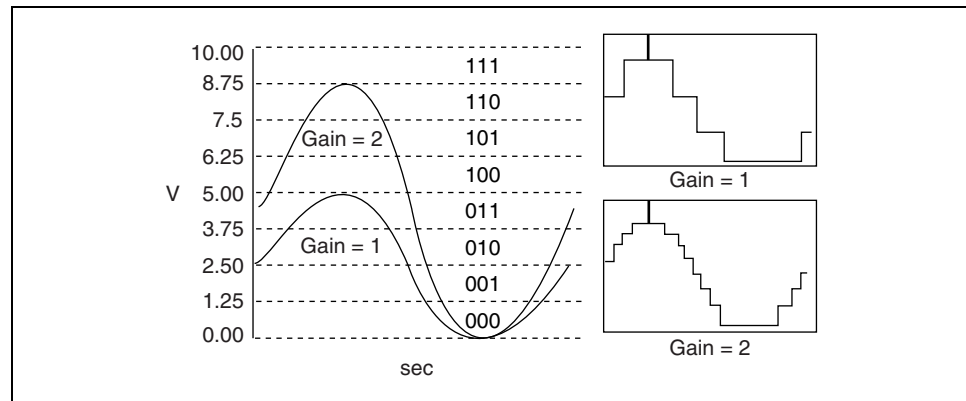 10.00
111
8.75
110
7.5
101
Gain = 2
6.25
100
V
5.00
011
3.75
Gain = 1
010
2.50
001
1.25
000
0.00
sec
Gain = 1
Gain = 2